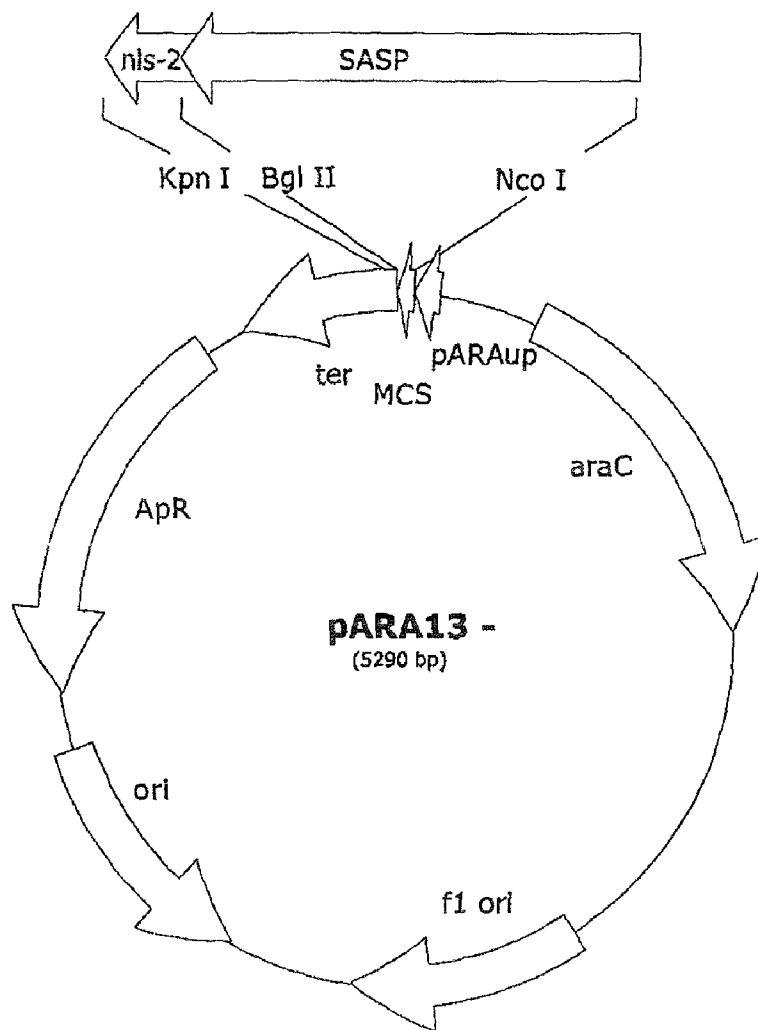 nls-2 SASP
Kpn I Bgl II Nco I
pARAup
ter
MCS
araC
ApR
pARA13 -
(5290 bp)
ori
f1 ori